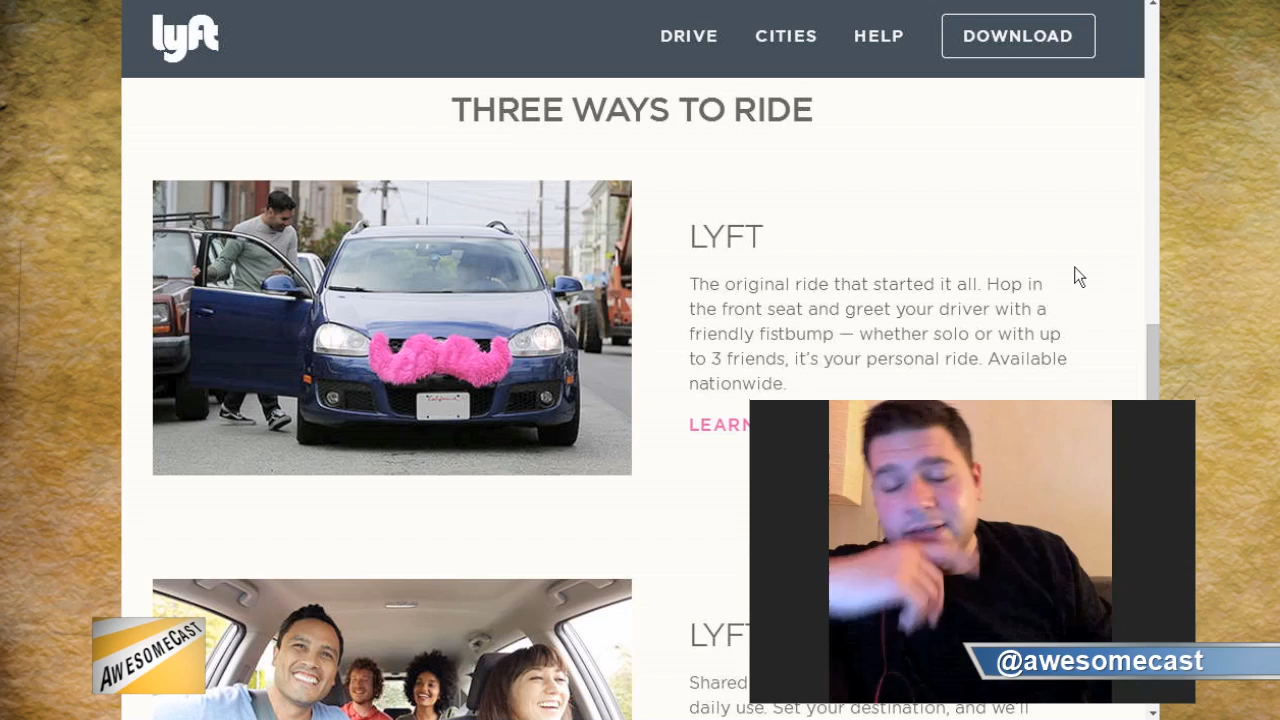 lyft
DRIVE CITIES HELP DOWNLOAD
THREE WAYS TO RIDE
LYFT
The original ride that started it all. Hop in
the front seat and greet your driver with a
friendly fistbump — whether solo or with up
to 3 friends, it's your personal ride. Available
nationwide.
LEARN
LYFT
Shared
daily use. Set your destination, and we'll
AWESOMECAST
@awesomecast